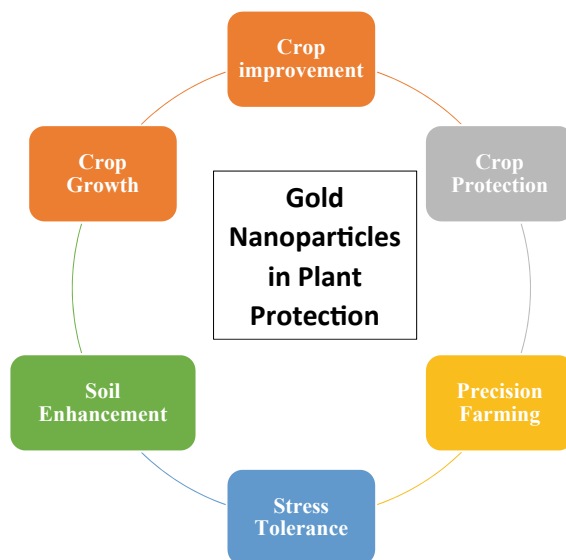 Crop
improvement
Crop
Growth
Crop
Protection
Gold
Nanoparticles
in Plant
Protection
Soil
Enhancement
Precision
Farming
Stress
Tolerance